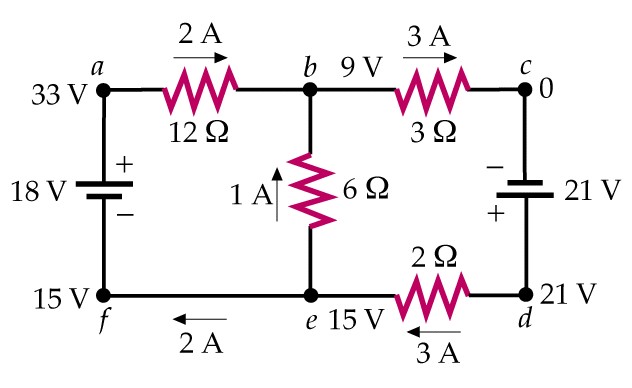 2 A
3 A
a
b
9 V
c
33 V
0
12 Ω
3 Ω
+
−
18 V
1 A
6 Ω
21 V
−
+
2 Ω
15 V
21 V
f
e
15 V
d
2 A
3 A